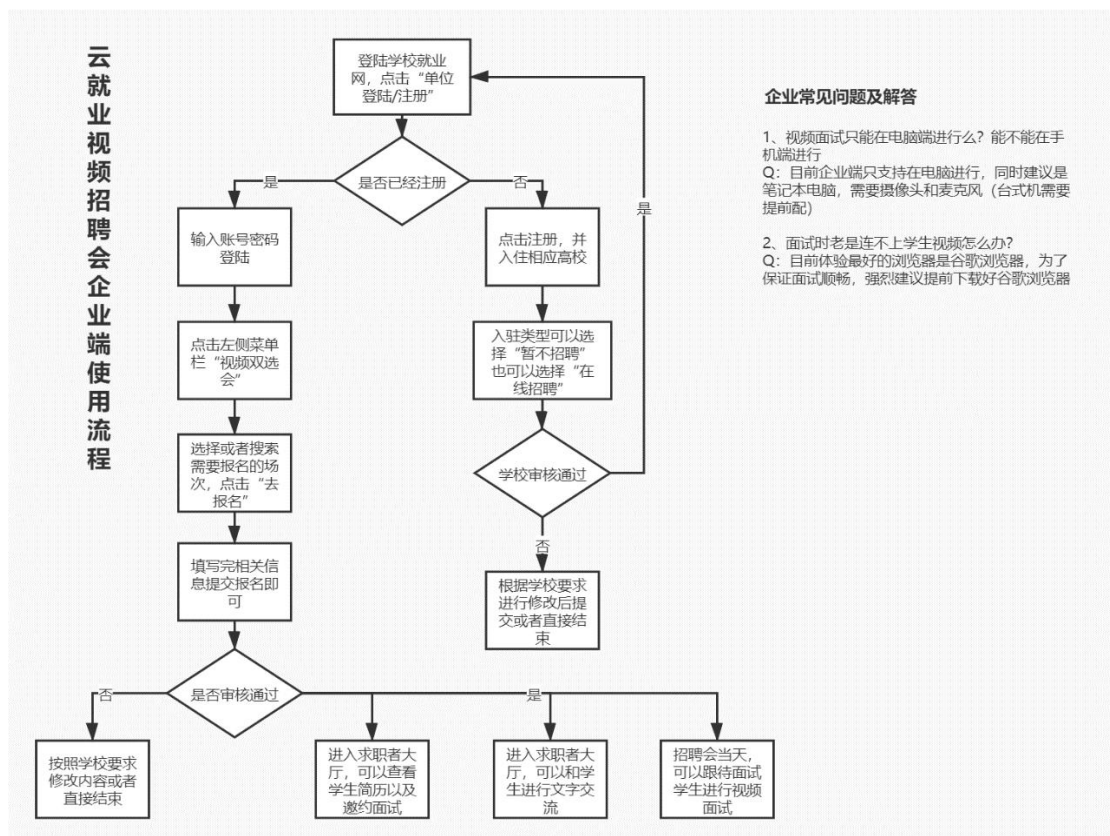 云就业视频招聘会企业端使用流程
登陆学校就业
网，点击“单位
登陆/注册”
是否已经注册
是
否
输入账号密码
登陆
点击左侧菜单
栏“视频双选
会”
选择或者搜索
需要报名的场
次，点击“去
报名”
填写完相关信
息提交报名即
可
是否审核通过
否
是
按照学校要求
修改内容或者
直接结束
进入求职者大
厅，可以查看
学生简历以及
邀约面试
进入求职者大
厅，可以和学
生进行文字交
流
招聘会当天，
可以跟待面试
学生进行视频
面试
点击注册，并
入住相应高校
入驻类型可以选
择“暂不招聘”
也可以选择“在
线招聘”
学校审核通过
是
否
根据学校要求
进行修改后提
交或者直接结
束
企业常见问题及解答
1、视频面试只能在电脑端进行么？能不能在手
机端进行
Q：目前企业端只支持在电脑进行，同时建议是
笔记本电脑，需要摄像头和麦克风（台式机需要
提前配）
2、面试时老是连不上学生视频怎么办？
Q：目前体验最好的浏览器是谷歌浏览器，为了
保证面试顺畅，强烈建议提前下载好谷歌浏览器